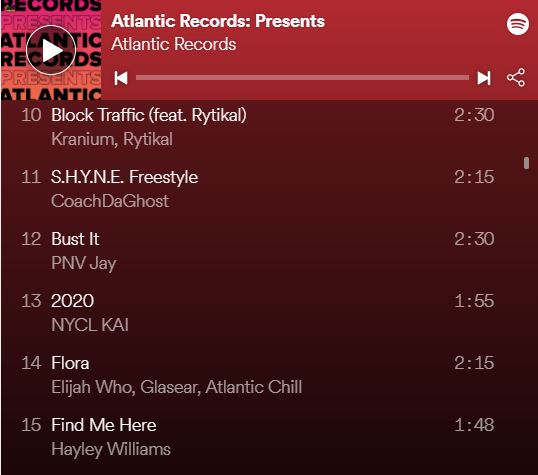 RECORDS
PRESENTS
ATLANTIC
RECORDS
PRESENTS
ATLANTIC
Atlantic Records: Presents
Atlantic Records
10 Block Traffic (feat. Rytikal) 2:30
Kranium, Rytikal
11 S.H.Y.N.E. Freestyle 2:15
CoachDaGhost
12 Bust It 2:30
PNV Jay
13 2020 1:55
NYCL KAI
14 Flora 2:15
Elijah Who, Glasear, Atlantic Chill
15 Find Me Here 1:48
Hayley Williams